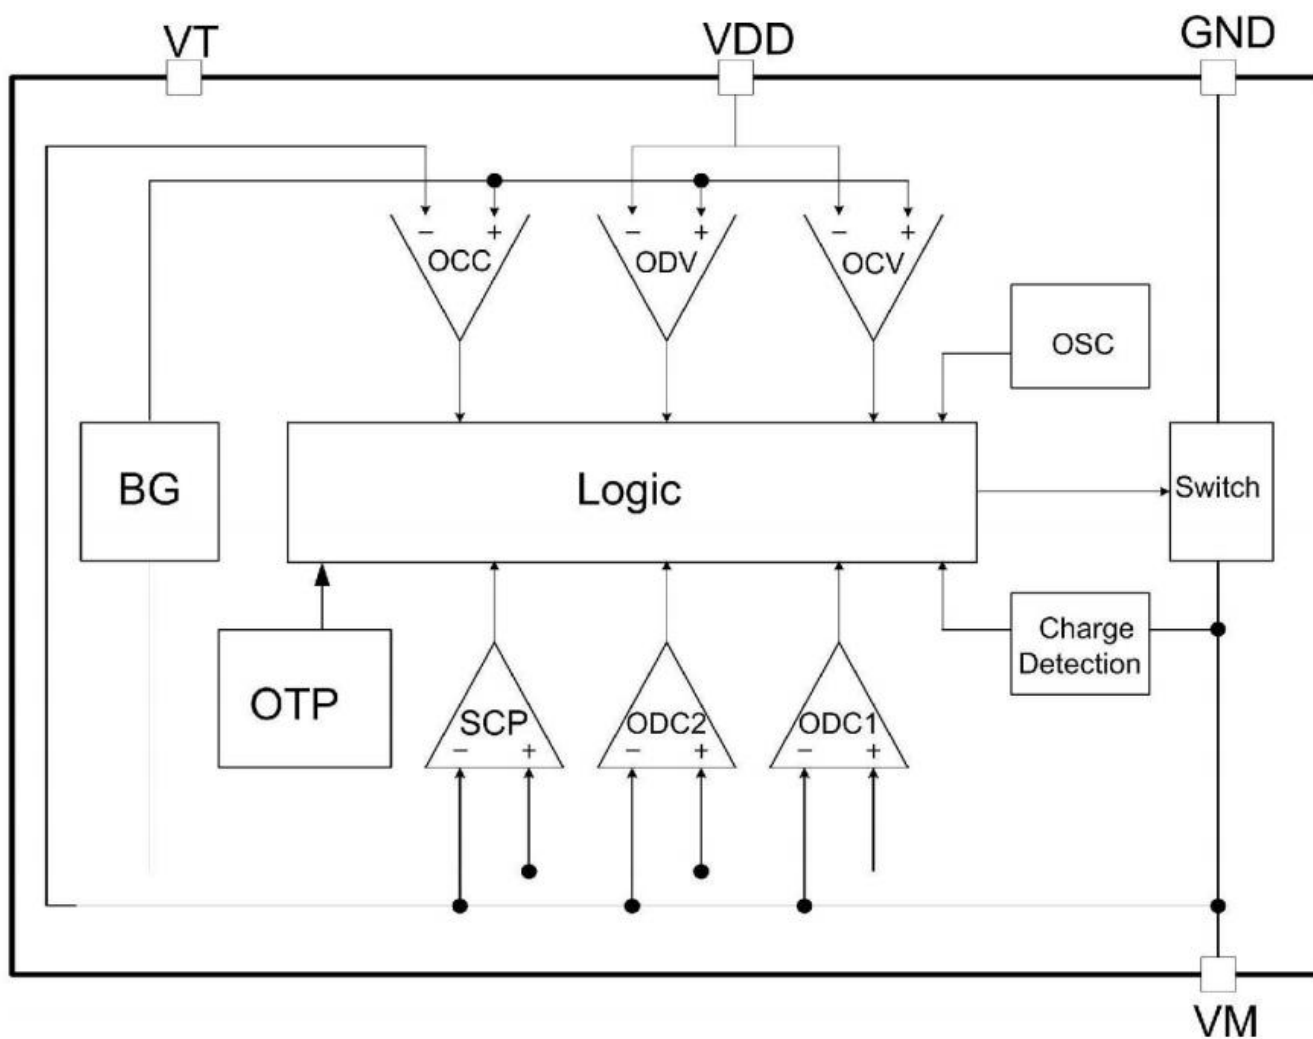 VT
VDD
GND
− + − + − +
OCC
ODV
OCV
OSC
BG
Logic
Switch
OTP
SCP
ODC2
ODC1
− + − + − +
Charge
Detection
VM